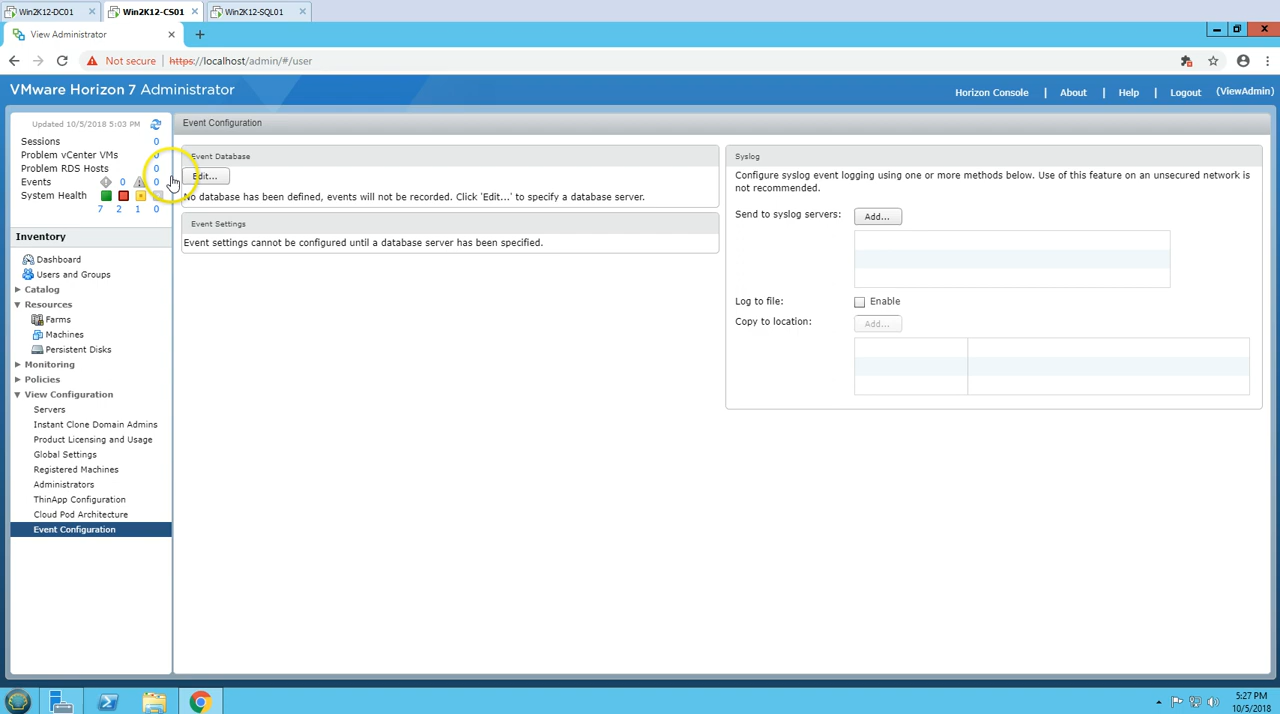 Win2K12-DC01
Win2K12-CS01
Win2K12-SQL01
View Administrator
Not secure
https://localhost/admin/#/user
VMware Horizon 7 Administrator
Horizon Console | About | Help | Logout (ViewAdmin)
Updated 10/5/2018 5:03 PM
Sessions 0
Problem vCenter VMs 0
Problem RDS Hosts 0
Events 0 0
System Health
7 2 1 0
Inventory
Dashboard
Users and Groups
Catalog
Resources
Farms
Machines
Persistent Disks
Monitoring
Policies
View Configuration
Servers
Instant Clone Domain Admins
Product Licensing and Usage
Global Settings
Registered Machines
Administrators
ThinApp Configuration
Cloud Pod Architecture
Event Configuration
Event Configuration
Event Database
Edit...
No database has been defined, events will not be recorded. Click 'Edit...' to specify a database server.
Event Settings
Event settings cannot be configured until a database server has been specified.
Syslog
Configure syslog event logging using one or more methods below. Use of this feature on an unsecured network is
not recommended.
Send to syslog servers: Add...
Log to file: Enable
Copy to location: Add...
5:27 PM
10/5/2018